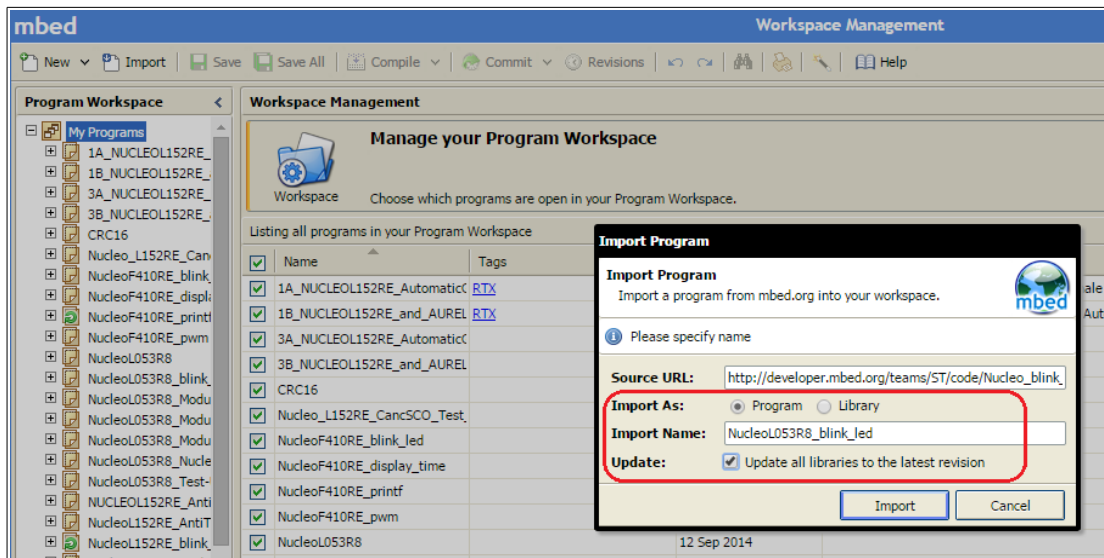 mbed
Workspace Management
New Import Save Save All Compile Commit Revisions Help
Program Workspace <
Workspace Management
My Programs
1A_NUCLEOL152RE_
1B_NUCLEOL152RE_
3A_NUCLEOL152RE_
3B_NUCLEOL152RE_
CRC16
Nucleo_L152RE_Can
NucleoF410RE_blink_
NucleoF410RE_displa
NucleoF410RE_printf
NucleoF410RE_pwm
NucleoL053R8
NucleoL053R8_blink_
NucleoL053R8_Modu
NucleoL053R8_Modu
NucleoL053R8_Modu
NucleoL053R8_Nucle
NucleoL053R8_Test-
NUCLEOL152RE_Anti
NucleoL152RE_AntiT
NucleoL152RE_blink_
Manage your Program Workspace
Workspace
Choose which programs are open in your Program Workspace.
Listing all programs in your Program Workspace
Name Tags
1A_NUCLEOL152RE_Automatic RTX
1B_NUCLEOL152RE_and_AUREL RTX
3A_NUCLEOL152RE_Automatic
3B_NUCLEOL152RE_and_AUREL
CRC16
Nucleo_L152RE_CancSCO_Test_
NucleoF410RE_blink_led
NucleoF410RE_display_time
NucleoF410RE_printf
NucleoF410RE_pwm
NucleoL053R8 12 Sep 2014
ale
Aut
Import Program
Import Program
Import a program from mbed.org into your workspace.
mbed
Please specify name
Source URL: http://developer.mbed.org/teams/ST/code/Nucleo_blink_
Import As: Program Library
Import Name: NucleoL053R8_blink_led
Update: Update all libraries to the latest revision
Import Cancel